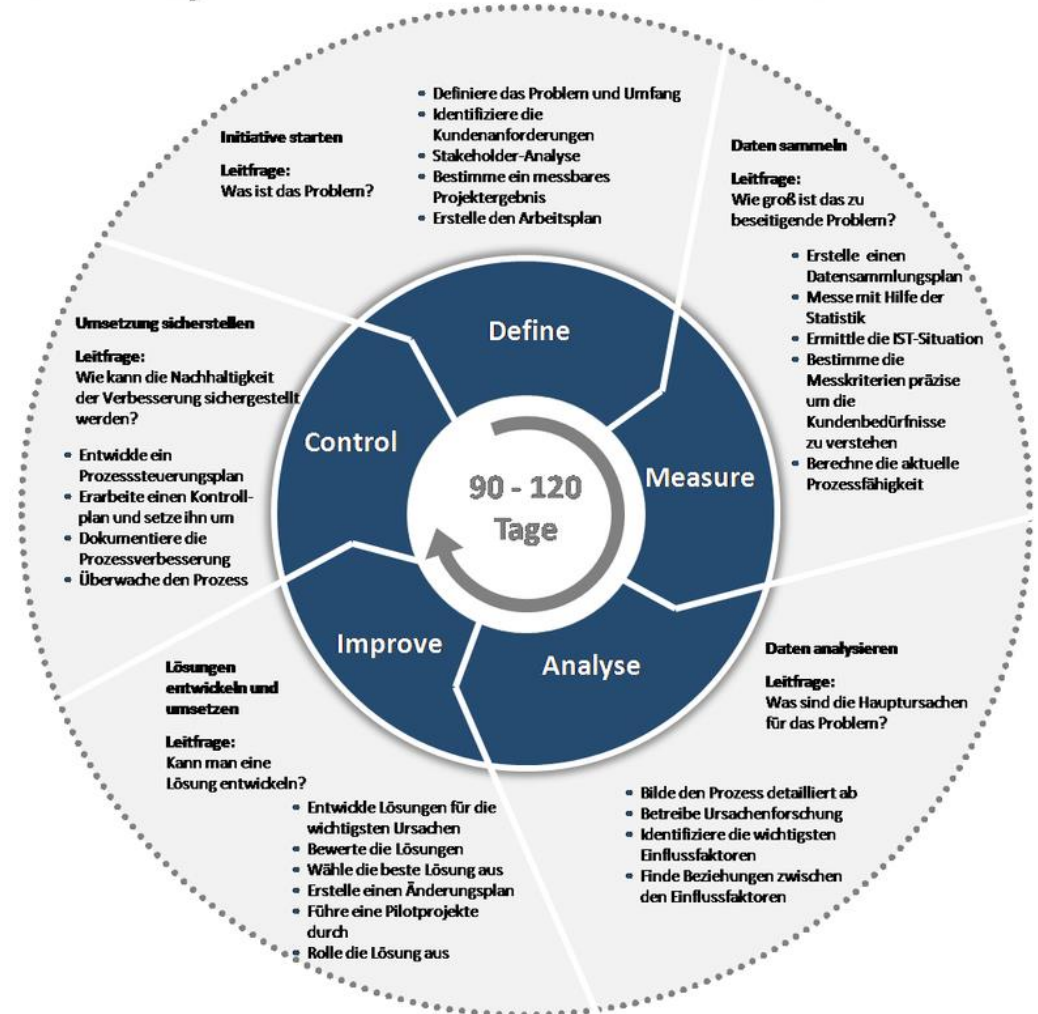 Initiative starten
Leitfrage:
Was ist das Problem?
Definiere das Problem und Umfang
Identifiziere die
Kundenanforderungen
Stakeholder-Analyse
Bestimme ein messbares
Projektergebnis
Erstelle den Arbeitsplan
Daten sammeln
Leitfrage:
Wie groß ist das zu
beseitigende Problem?
Erstelle einen
Datensammlungsplan
Messe mit Hilfe der
Statistik
Ermittle die IST-Situation
Bestimme die
Messkriterien präzise
um die
Kundenbedürfnisse
zu verstehen
Berechne die aktuelle
Prozessfähigkeit
Daten analysieren
Leitfrage:
Was sind die Hauptursachen
für das Problem?
Bilde den Prozess detailliert ab
Betreibe Ursachenforschung
Identifiziere die wichtigsten
Einflussfaktoren
Finde Beziehungen zwischen
den Einflussfaktoren
Lösungen
entwickeln und
umsetzen
Leitfrage:
Kann man eine
Lösung entwickeln?
Entwickle Lösungen für die
wichtigsten Ursachen
Bewerte die Lösungen
Wähle die beste Lösung aus
Erstelle einen Änderungsplan
Führe eine Pilotprojekte
durch
Rolle die Lösung aus
Umsetzung sicherstellen
Leitfrage:
Wie kann die Nachhaltigkeit
der Verbesserung sichergestellt
werden?
Entwickle ein
Prozesssteuerungsplan
Erarbeite einen Kontroll-
plan und setze ihn um
Dokumentiere die
Prozessverbesserung
Überwache den Prozess
Define
Measure
Analyse
Improve
Control
90 - 120
Tage